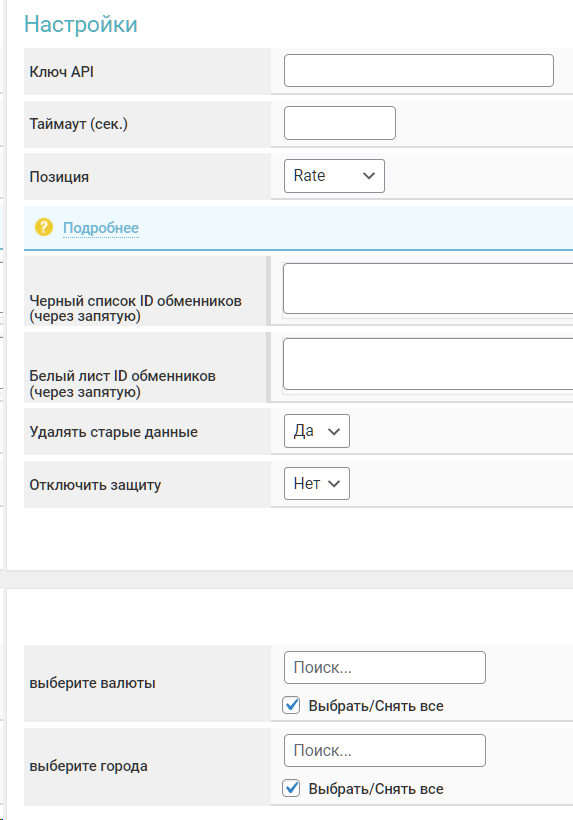 Настройки
Ключ API
Таймаут (сек.)
Позиция
Rate
?
Подробнее
Черный список ID обменников
(через запятую)
Белый лист ID обменников
(через запятую)
Удалять старые данные
Да
Отключить защиту
Нет
выберите валюты
Поиск...
Выбрать/Снять все
выберите города
Поиск...
Выбрать/Снять все